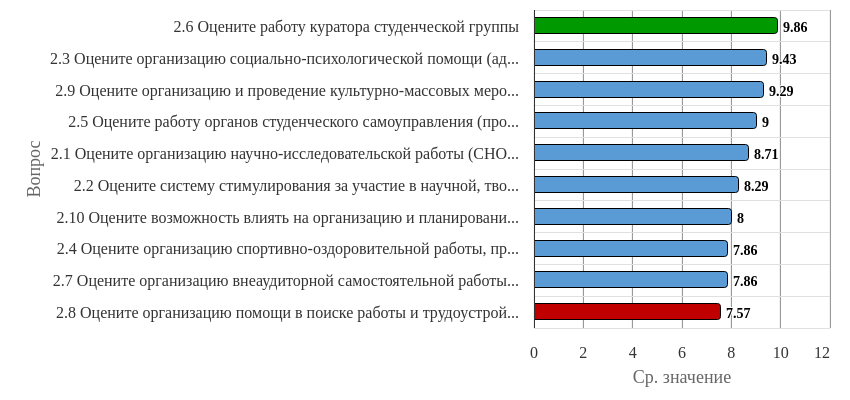 2.6 Оцените работу куратора студенческой группы 9.86
2.3 Оцените организацию социально-психологической помощи (ад... 9.43
2.9 Оцените организацию и проведение культурно-массовых меро... 9.29
2.5 Оцените работу органов студенческого самоуправления (про... 9
2.1 Оцените организацию научно-исследовательской работы (СНО... 8.71
2.2 Оцените систему стимулирования за участие в научной, тво... 8.29
2.10 Оцените возможность влиять на организацию и планировани... 8
2.4 Оцените организацию спортивно-оздоровительной работы, пр... 7.86
2.7 Оцените организацию внеаудиторной самостоятельной работы... 7.86
2.8 Оцените организацию помощи в поиске работы и трудоустрой... 7.57
Вопрос
0 2 4 6 8 10 12
Ср. значение